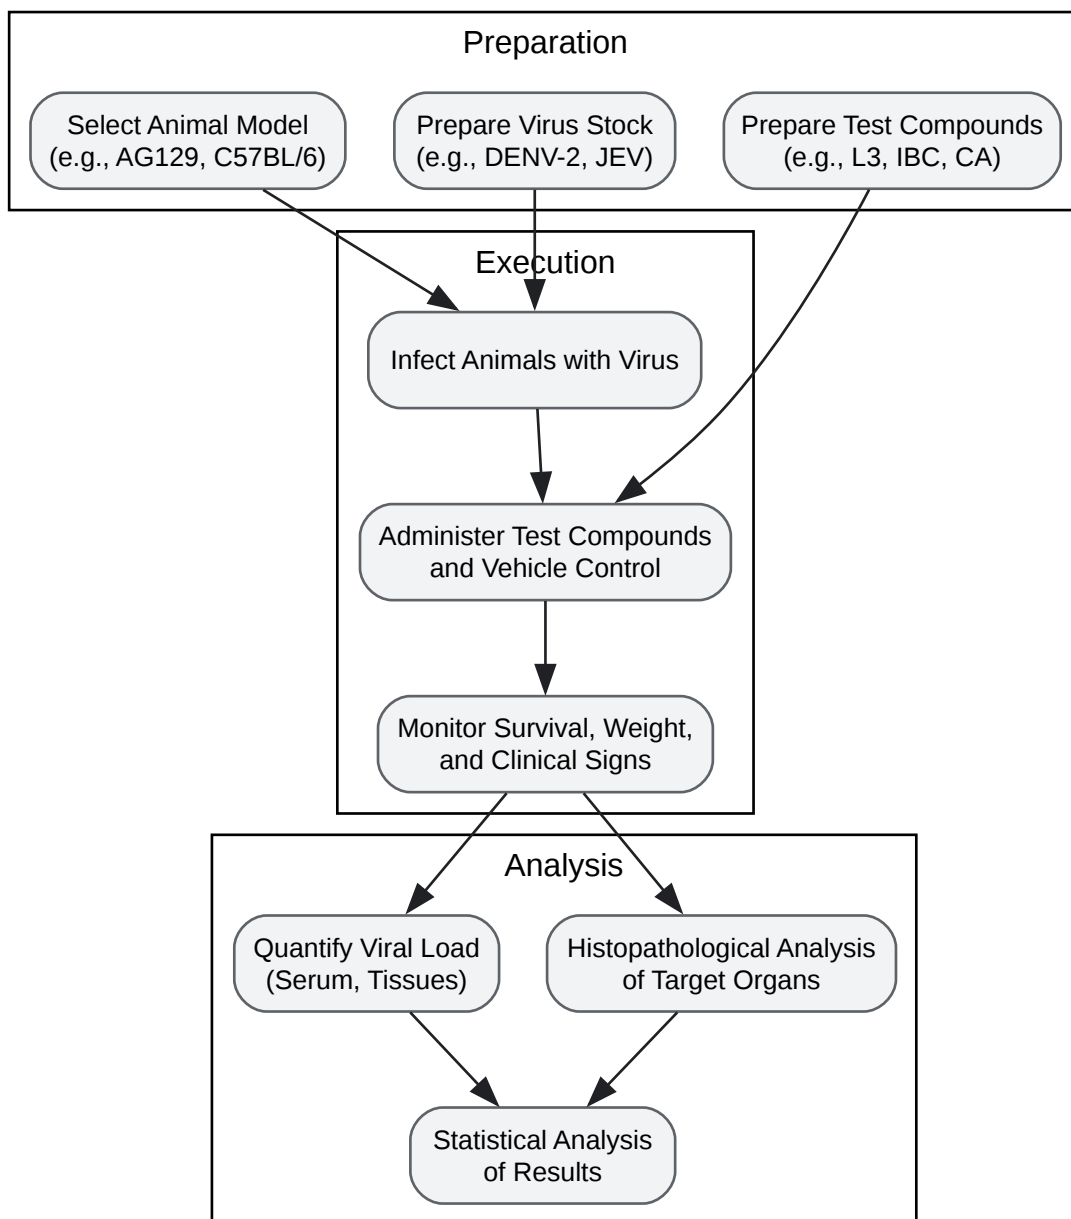 Preparation
Select Animal Model
(e.g., AG129, C57BL/6)
Prepare Virus Stock
(e.g., DENV-2, JEV)
Prepare Test Compounds
(e.g., L3, IBC, CA)
Execution
Infect Animals with Virus
Administer Test Compounds
and Vehicle Control
Monitor Survival, Weight,
and Clinical Signs
Analysis
Quantify Viral Load
(Serum, Tissues)
Histopathological Analysis
of Target Organs
Statistical Analysis
of Results